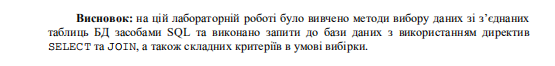 Висновок: на цій лабораторній роботі було вивчено методи вибору даних зі з’єднаних
таблиць БД засобами SQL та виконано запити до бази даних з використанням директив
SELECT та JOIN, а також складних критеріїв в умові вибірки.